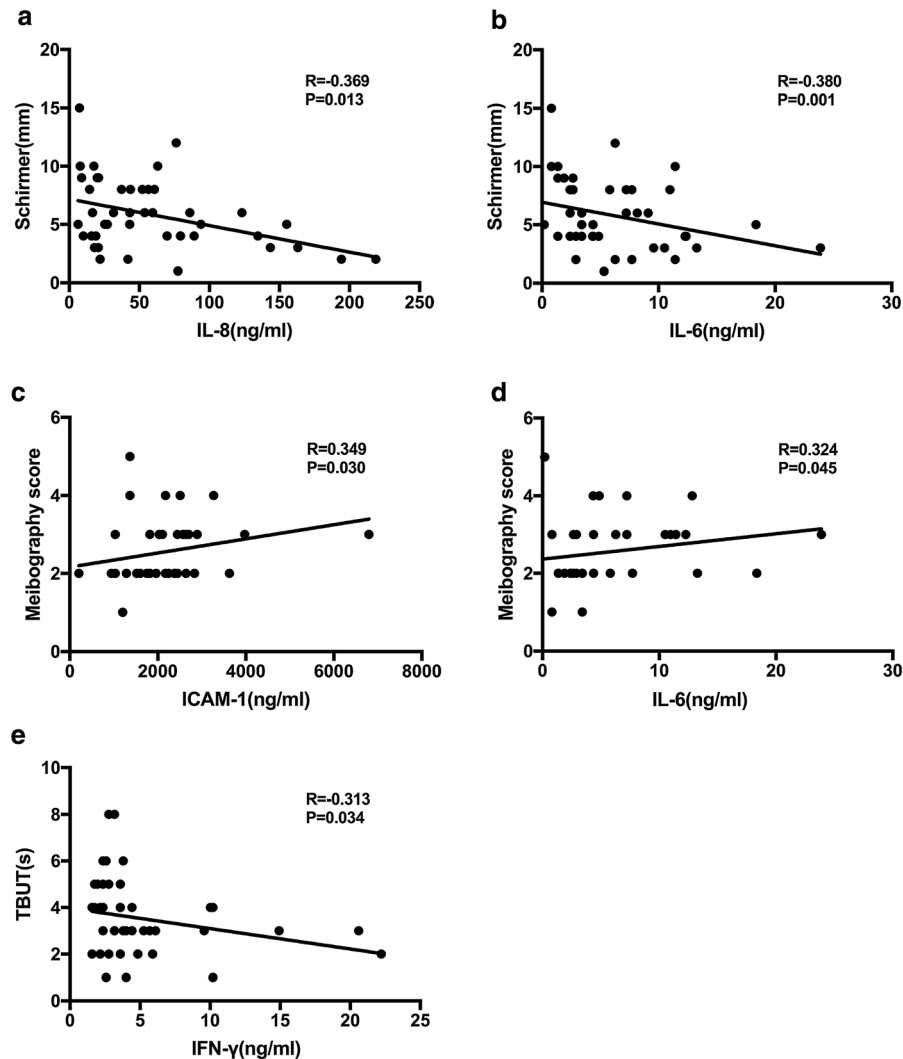 a
20
15
10
5
0
Schirmer(mm)
R=-0.369
P=0.013
0 50 100 150 200 250
IL-8(ng/ml)
b
20
15
10
5
0
Schirmer(mm)
R=-0.380
P=0.001
0 10 20 30
IL-6(ng/ml)
c
6
4
2
0
Meibography score
R=0.349
P=0.030
0 2000 4000 6000 8000
ICAM-1(ng/ml)
d
6
4
2
0
Meibography score
R=0.324
P=0.045
0 10 20 30
IL-6(ng/ml)
e
10
8
6
4
2
0
TBUT(s)
R=-0.313
P=0.034
0 5 10 15 20 25
IFN-γ(ng/ml)